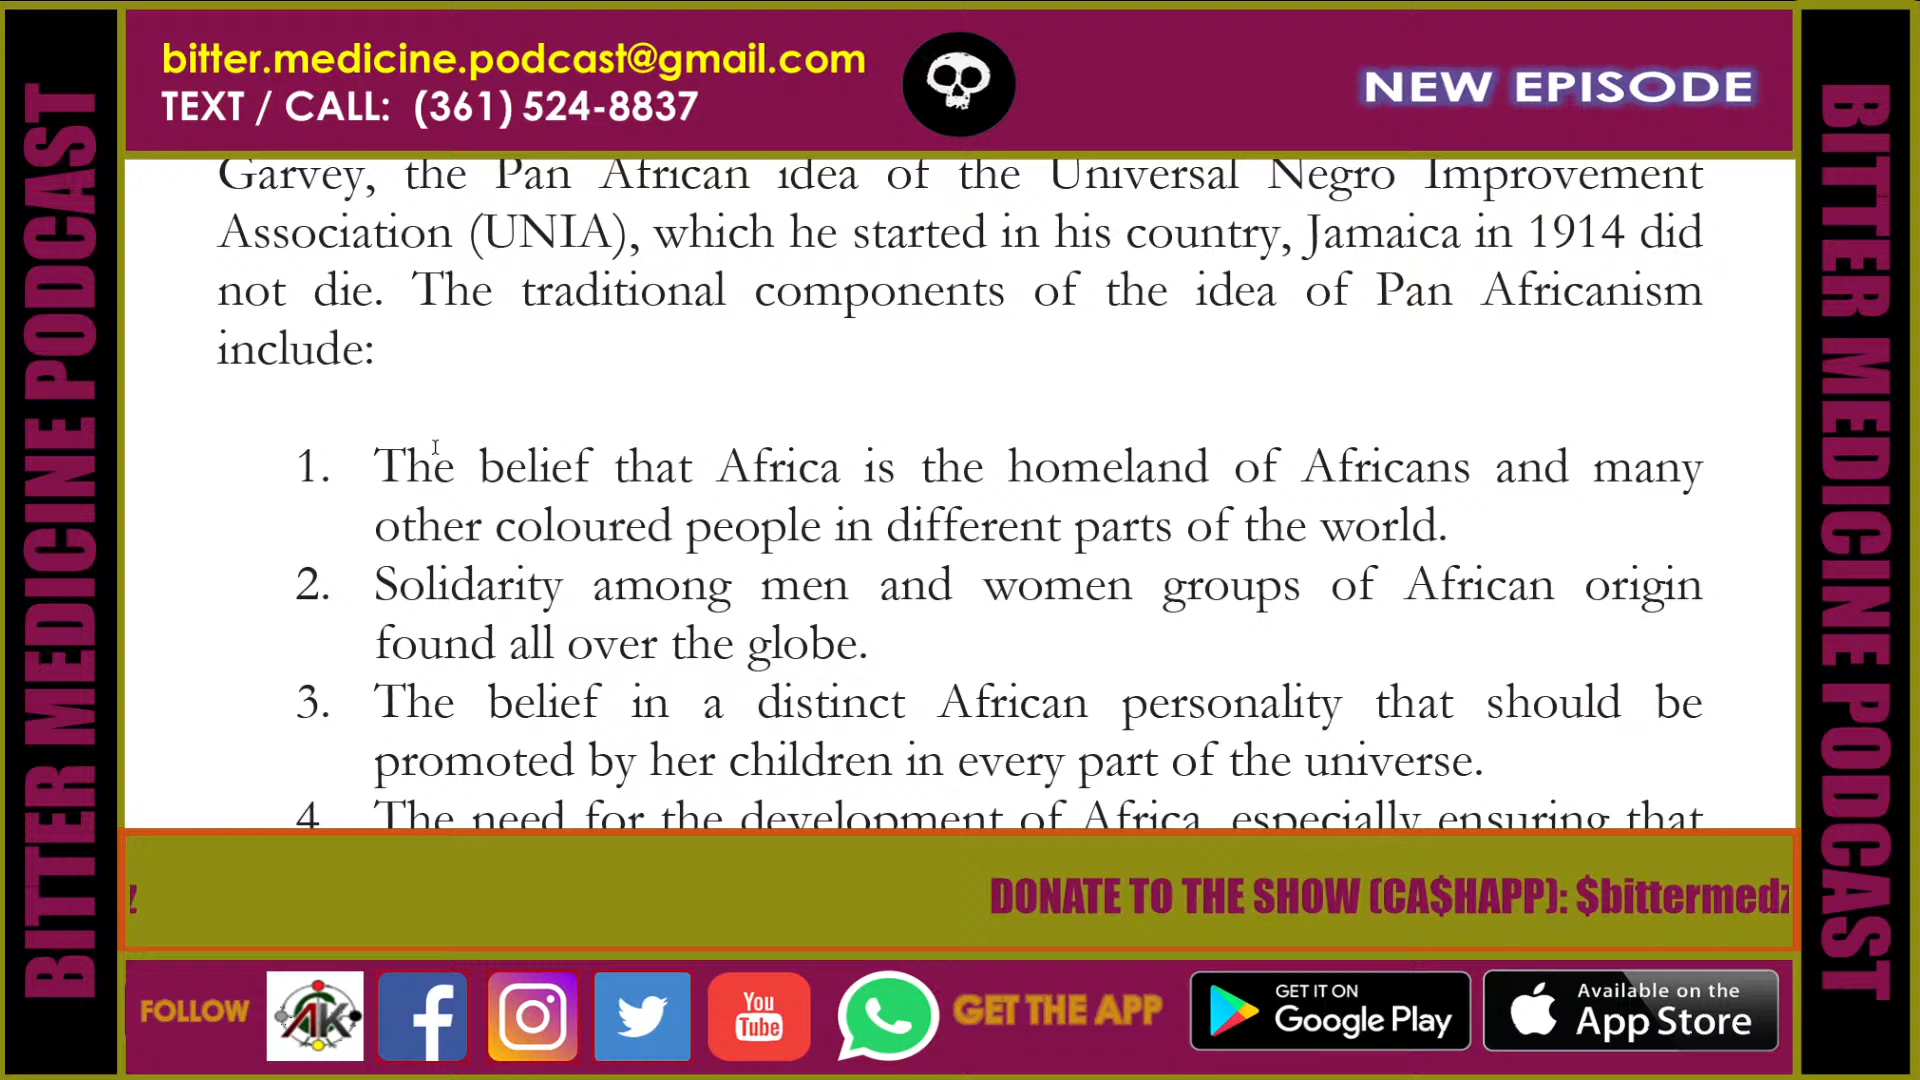 BITTER MEDICINE PODCAST
bitter.medicine.podcast@gmail.com
TEXT / CALL: (361) 524-8837
NEW EPISODE
BITTER MEDICINE PODCAST
Garvey, the Pan African idea of the Universal Negro Improvement
Association (UNIA), which he started in his country, Jamaica in 1914 did
not die. The traditional components of the idea of Pan Africanism
include:
1. The belief that Africa is the homeland of Africans and many
other coloured people in different parts of the world.
2. Solidarity among men and women groups of African origin
found all over the globe.
3. The belief in a distinct African personality that should be
promoted by her children in every part of the universe.
4 The need for the development of Africa, especially ensuring that
z DONATE TO THE SHOW (CA$HAPP): $bittermedz
FOLLOW
AK
You
Tube
GET THE APP
GET IT ON
Google Play
Available on the
App Store